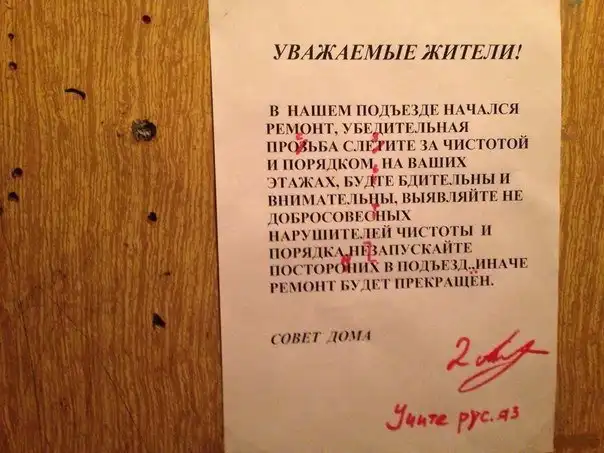 УВАЖАЕМЫЕ ЖИТЕЛИ!
В НАШЕМ ПОДЪЕЗДЕ НАЧАЛСЯ
РЕМОНТ, УБЕДИТЕЛЬНАЯ
ПРОЗЬБА СЛЕТИТЕ ЗА ЧИСТОТОЙ
И ПОРЯДКОМ, НА ВАШИХ
ЭТАЖАХ, БУДТЕ БДИТЕЛЬНЫ И
ВНИМАТЕЛЬНЫ, ВЫЯВЛЯЙТЕ НЕ
ДОБРОСОВЕСНЫХ
НАРУШИТЕЛЕЙ ЧИСТОТЫ И
ПОРЯДКА,НЕЗАПУСКАЙТЕ
ПОСТОРОНИХ В ПОДЪЕЗД..ИНАЧЕ
РЕМОНТ БУДЕТ ПРЕКРАЩЁН.
СОВЕТ ДОМА
2
Учите рус.яз